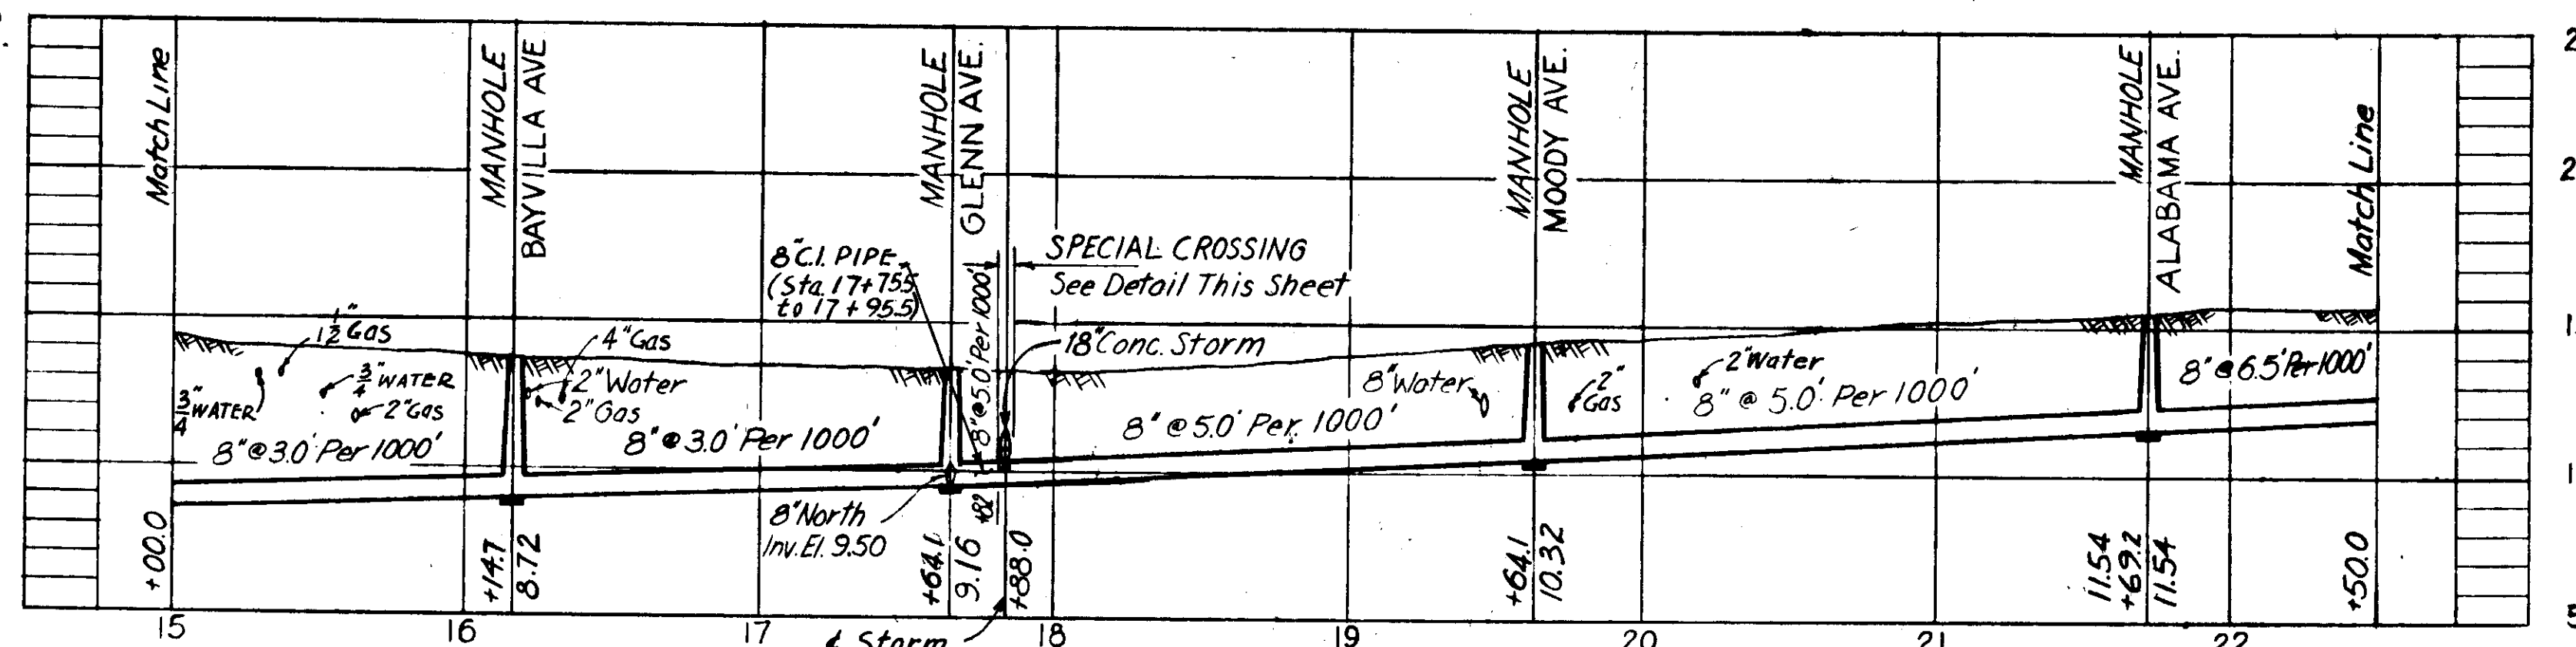 Match Line
MANHOLE
BAYVILLA AVE
MANHOLE
GLENN AVE.
MANHOLE
MOODY AVE.
MANHOLE
ALABAMA AVE.
Match Line
8" C.I. PIPE
(Sta. 17+75.5
to 17+95.5)
8" @ 5.0' Per 1000'
SPECIAL CROSSING
See Detail This Sheet
18" Conc. Storm
1½" Gas
¾" WATER
¾" WATER
2" Gas
4" Gas
2" Water
2" Gas
8" Water
2" Gas
2" Water
8" @ 3.0' Per 1000'
8" @ 3.0' Per 1000'
8" @ 5.0' Per 1000'
8" @ 5.0' Per 1000'
8" @ 6.5' Per 1000'
8" North
Inv. El. 9.50
+00.0
+14.7
8.72
+64.1
9.16
+82
+88.0
+64.1
10.32
11.54
+69.2
11.54
+50.0
15
16
17
18
19
20
21
22
Storm